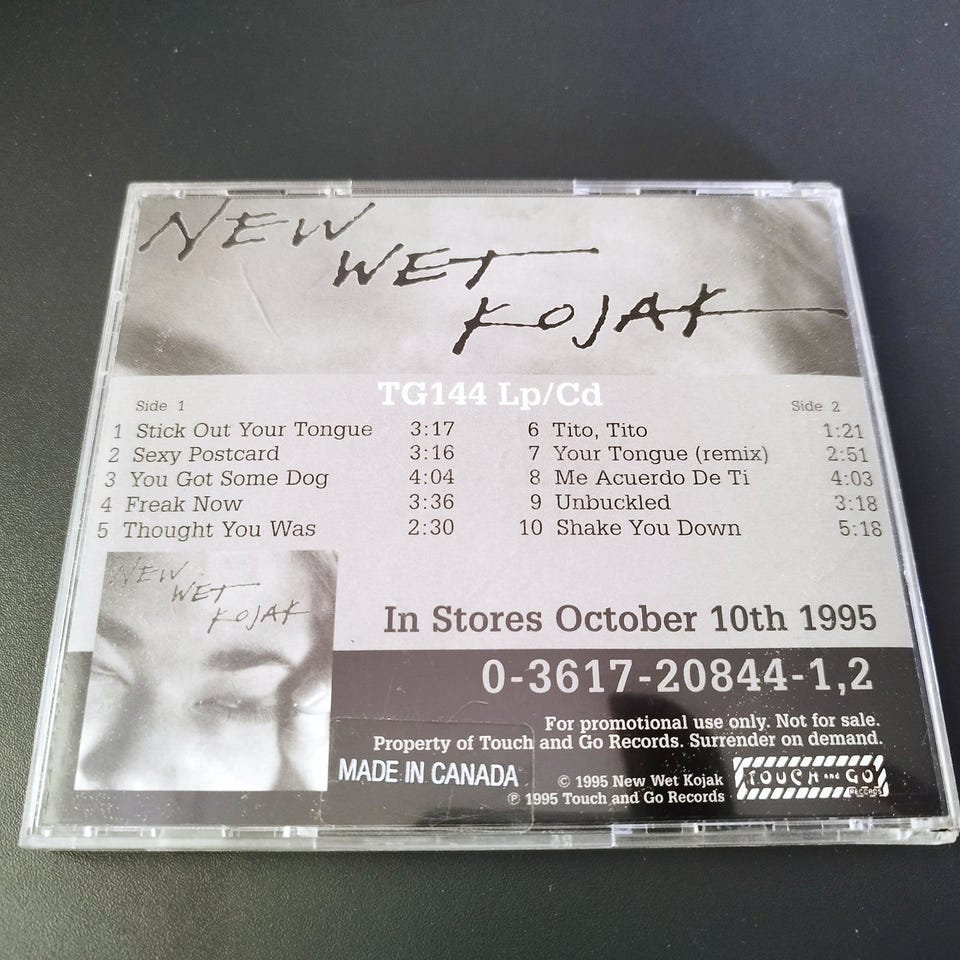 NEW
WET
KOJAK
TG144 Lp/Cd
Side 1
1 Stick Out Your Tongue 3:17
2 Sexy Postcard 3:16
3 You Got Some Dog 4:04
4 Freak Now 3:36
5 Thought You Was 2:30
Side 2
6 Tito, Tito 1:21
7 Your Tongue (remix) 2:51
8 Me Acuerdo De Ti 4:03
9 Unbuckled 3:18
10 Shake You Down 5:18
NEW
WET
KOJAK
In Stores October 10th 1995
0-3617-20844-1,2
For promotional use only. Not for sale.
Property of Touch and Go Records. Surrender on demand.
MADE IN CANADA
© 1995 New Wet Kojak
℗ 1995 Touch and Go Records
TOUCH and GO
RECORDS